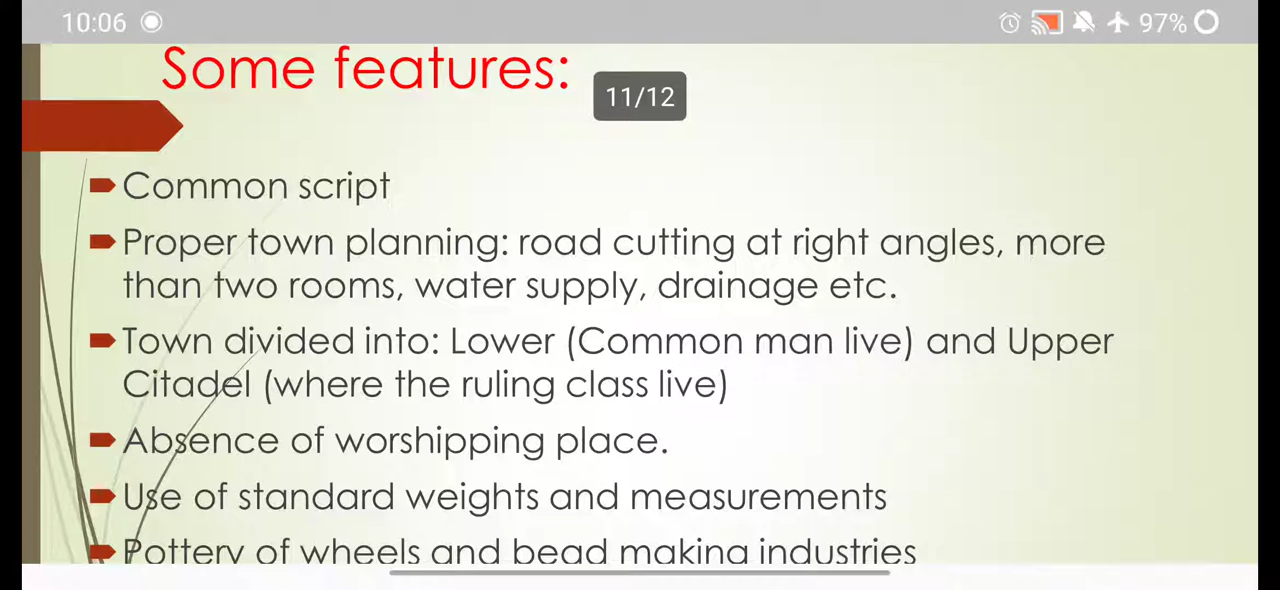 10:06 97%
Some features:
11/12
Common script
Proper town planning: road cutting at right angles, more
than two rooms, water supply, drainage etc.
Town divided into: Lower (Common man live) and Upper
Citadel (where the ruling class live)
Absence of worshipping place.
Use of standard weights and measurements
Pottery of wheels and bead making industries